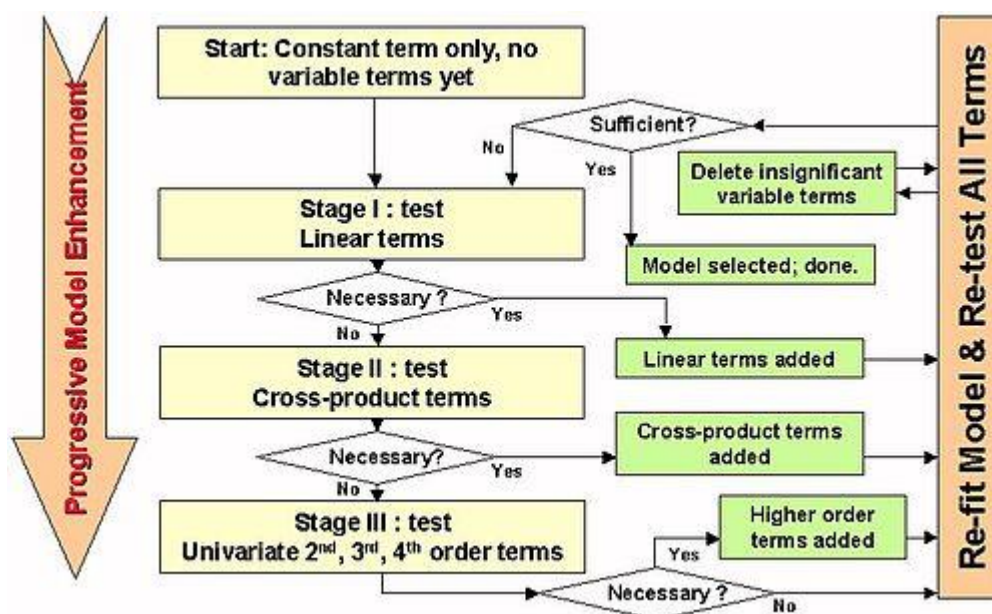 Progressive Model Enhancement
Start: Constant term only, no
variable terms yet
Sufficient?
No
Yes
Delete insignificant
variable terms
Stage I : test
Linear terms
Model selected; done.
Necessary ?
Yes
No
Linear terms added
Stage II : test
Cross-product terms
Cross-product terms
added
Necessary?
Yes
No
Stage III : test
Univariate 2nd, 3rd, 4th order terms
Higher order
terms added
Yes
Necessary ?
No
Re-fit Model & Re-test All Terms